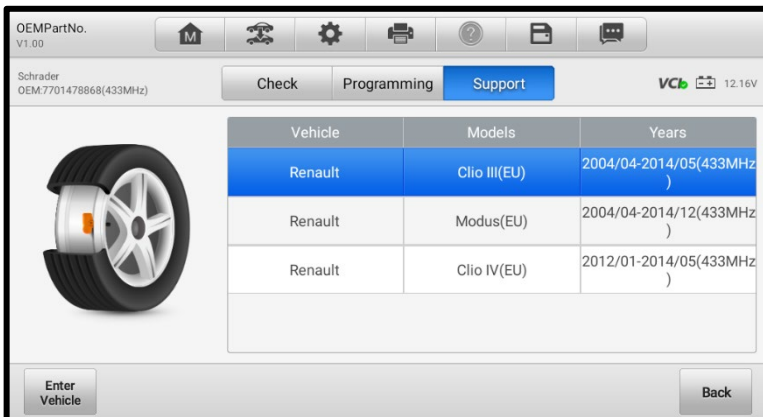 OEMPartNo.
V1.00
M
?
Schrader
OEM:7701478868(433MHz)
Check Programming Support
VCI 12.16V
Vehicle Models Years
Renault Clio III(EU) 2004/04-2014/05(433MHz
)
Renault Modus(EU) 2004/04-2014/12(433MHz
)
Renault Clio IV(EU) 2012/01-2014/05(433MHz
)
Enter
Vehicle
Back